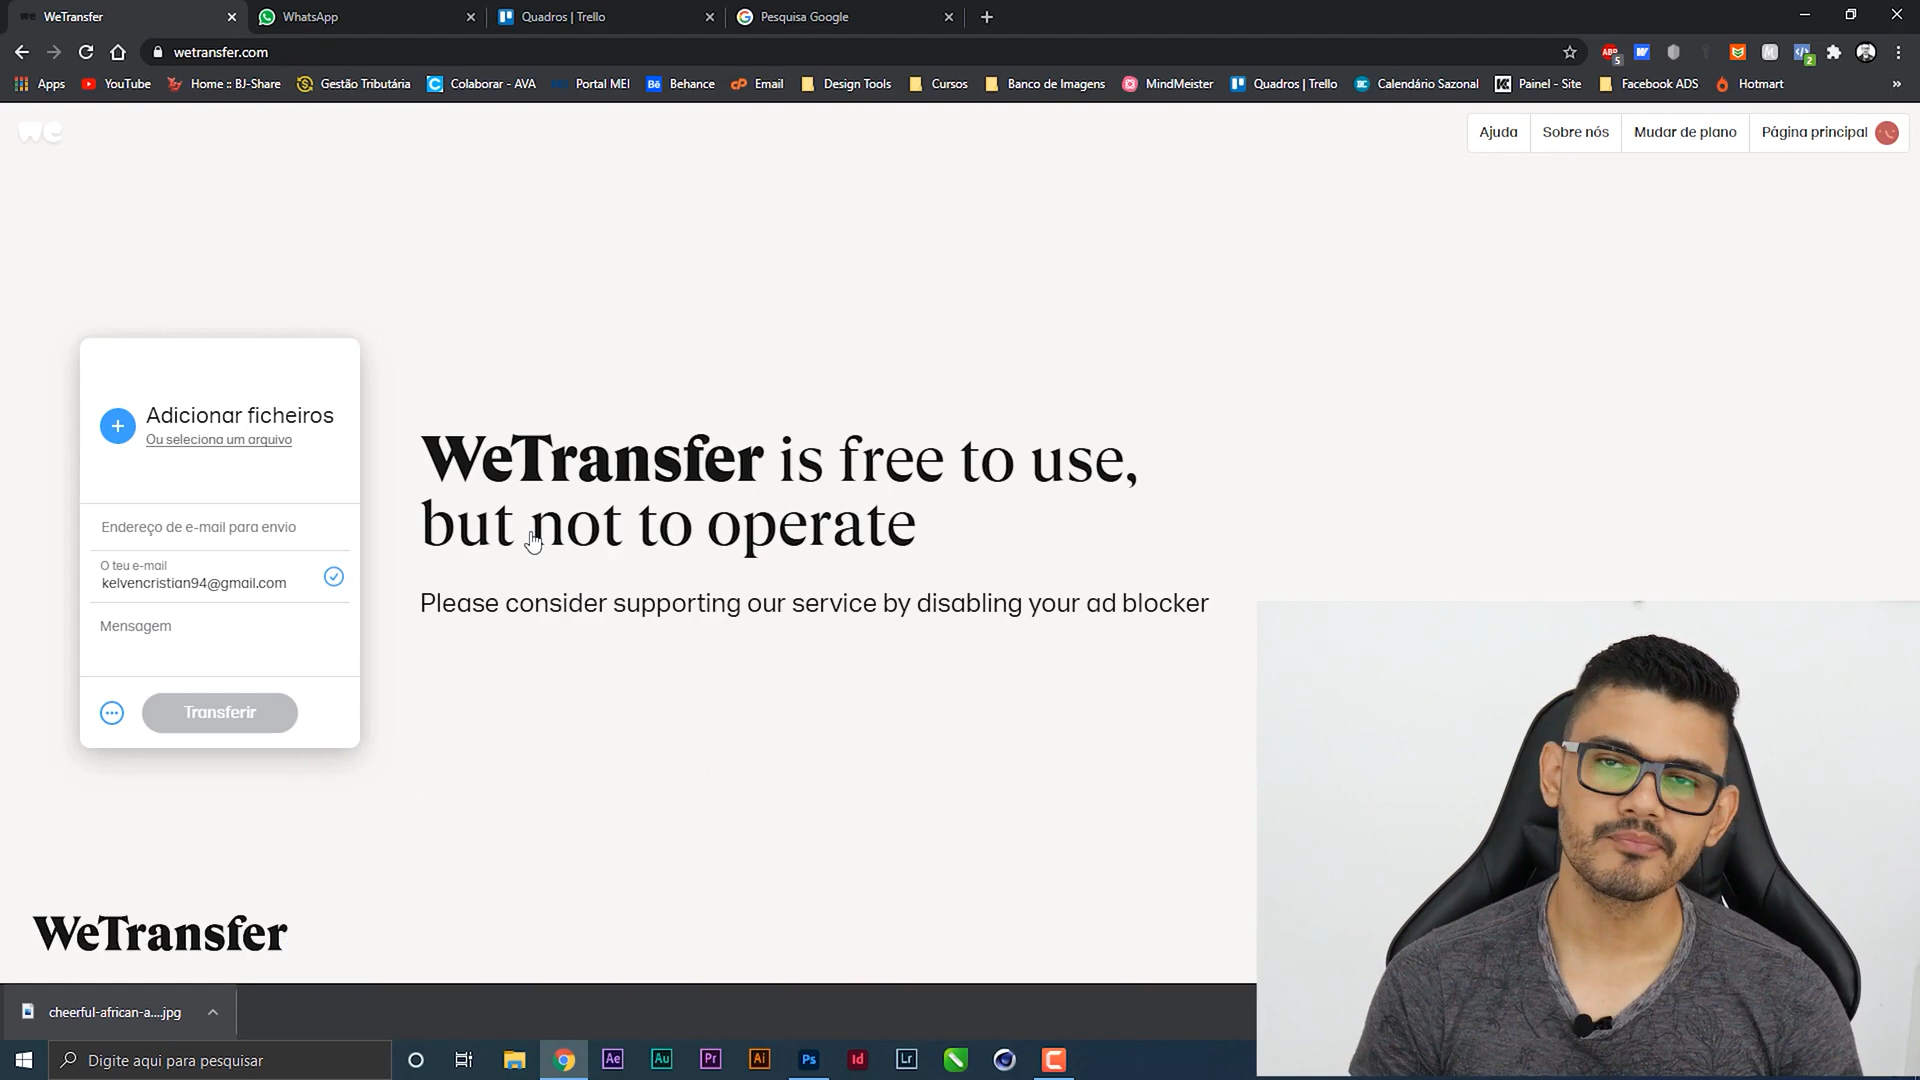 WeTransfer
WhatsApp
Quadros | Trello
Pesquisa Google
wetransfer.com
ABP
5
2
Apps
YouTube
Home :: BJ-Share
Gestão Tributária
Colaborar - AVA
Portal MEI
Behance
Email
Design Tools
Cursos
Banco de Imagens
MindMeister
Quadros | Trello
Calendário Sazonal
Painel - Site
Facebook ADS
Hotmart
we
Ajuda
Sobre nós
Mudar de plano
Página principal
Adicionar ficheiros
Ou seleciona um arquivo
Endereço de e-mail para envio
O teu e-mail
kelvencristian94@gmail.com
Mensagem
Transferir
WeTransfer is free to use,
but not to operate
Please consider supporting our service by disabling your ad blocker
WeTransfer
cheerful-african-a....jpg
Digite aqui para pesquisar
Ae
Au
Pr
Ai
Ps
Id
Lr